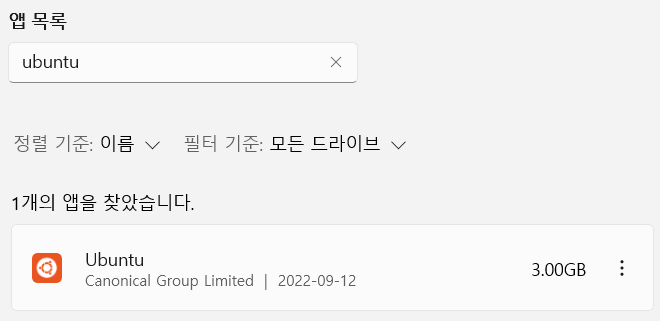 앱 목록
ubuntu
정렬 기준: 이름 필터 기준: 모든 드라이브
1개의 앱을 찾았습니다.
Ubuntu
3.00GB
Canonical Group Limited | 2022-09-12